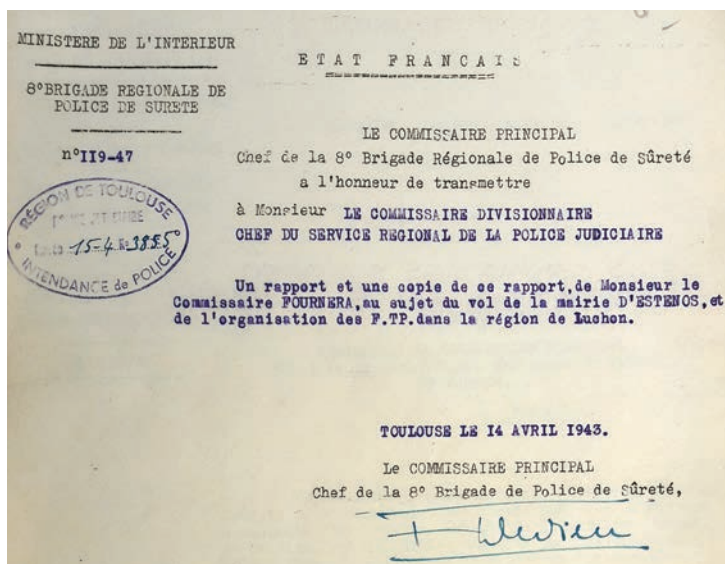 MINISTERE DE L'INTERIEUR
ETAT FRANCAIS
8°BRIGADE REGIONALE DE
POLICE DE SURETE
n°II9-47
RÉGION DE TOULOUSE
15-4 3885
INTENDANCE de POLICE
LE COMMISSAIRE PRINCIPAL
Chef de la 8° Brigade Régionale de Police de Sûreté
a l'honneur de transmettre
à Monsieur LE COMMISSAIRE DIVISIONNAIRE
CHEF DU SERVICE REGIONAL DE LA POLICE JUDICIAIRE
Un rapport et une copie de ce rapport,de Monsieur le
Commissaire FOURNERA,au sujet du vol de la mairie D'ESTENOS,et
de l'organisation des F.TP.dans la région de Luchon.
TOULOUSE LE I4 AVRIL I943.
Le COMMISSAIRE PRINCIPAL
Chef de la 8° Brigade de Police de Sûreté,